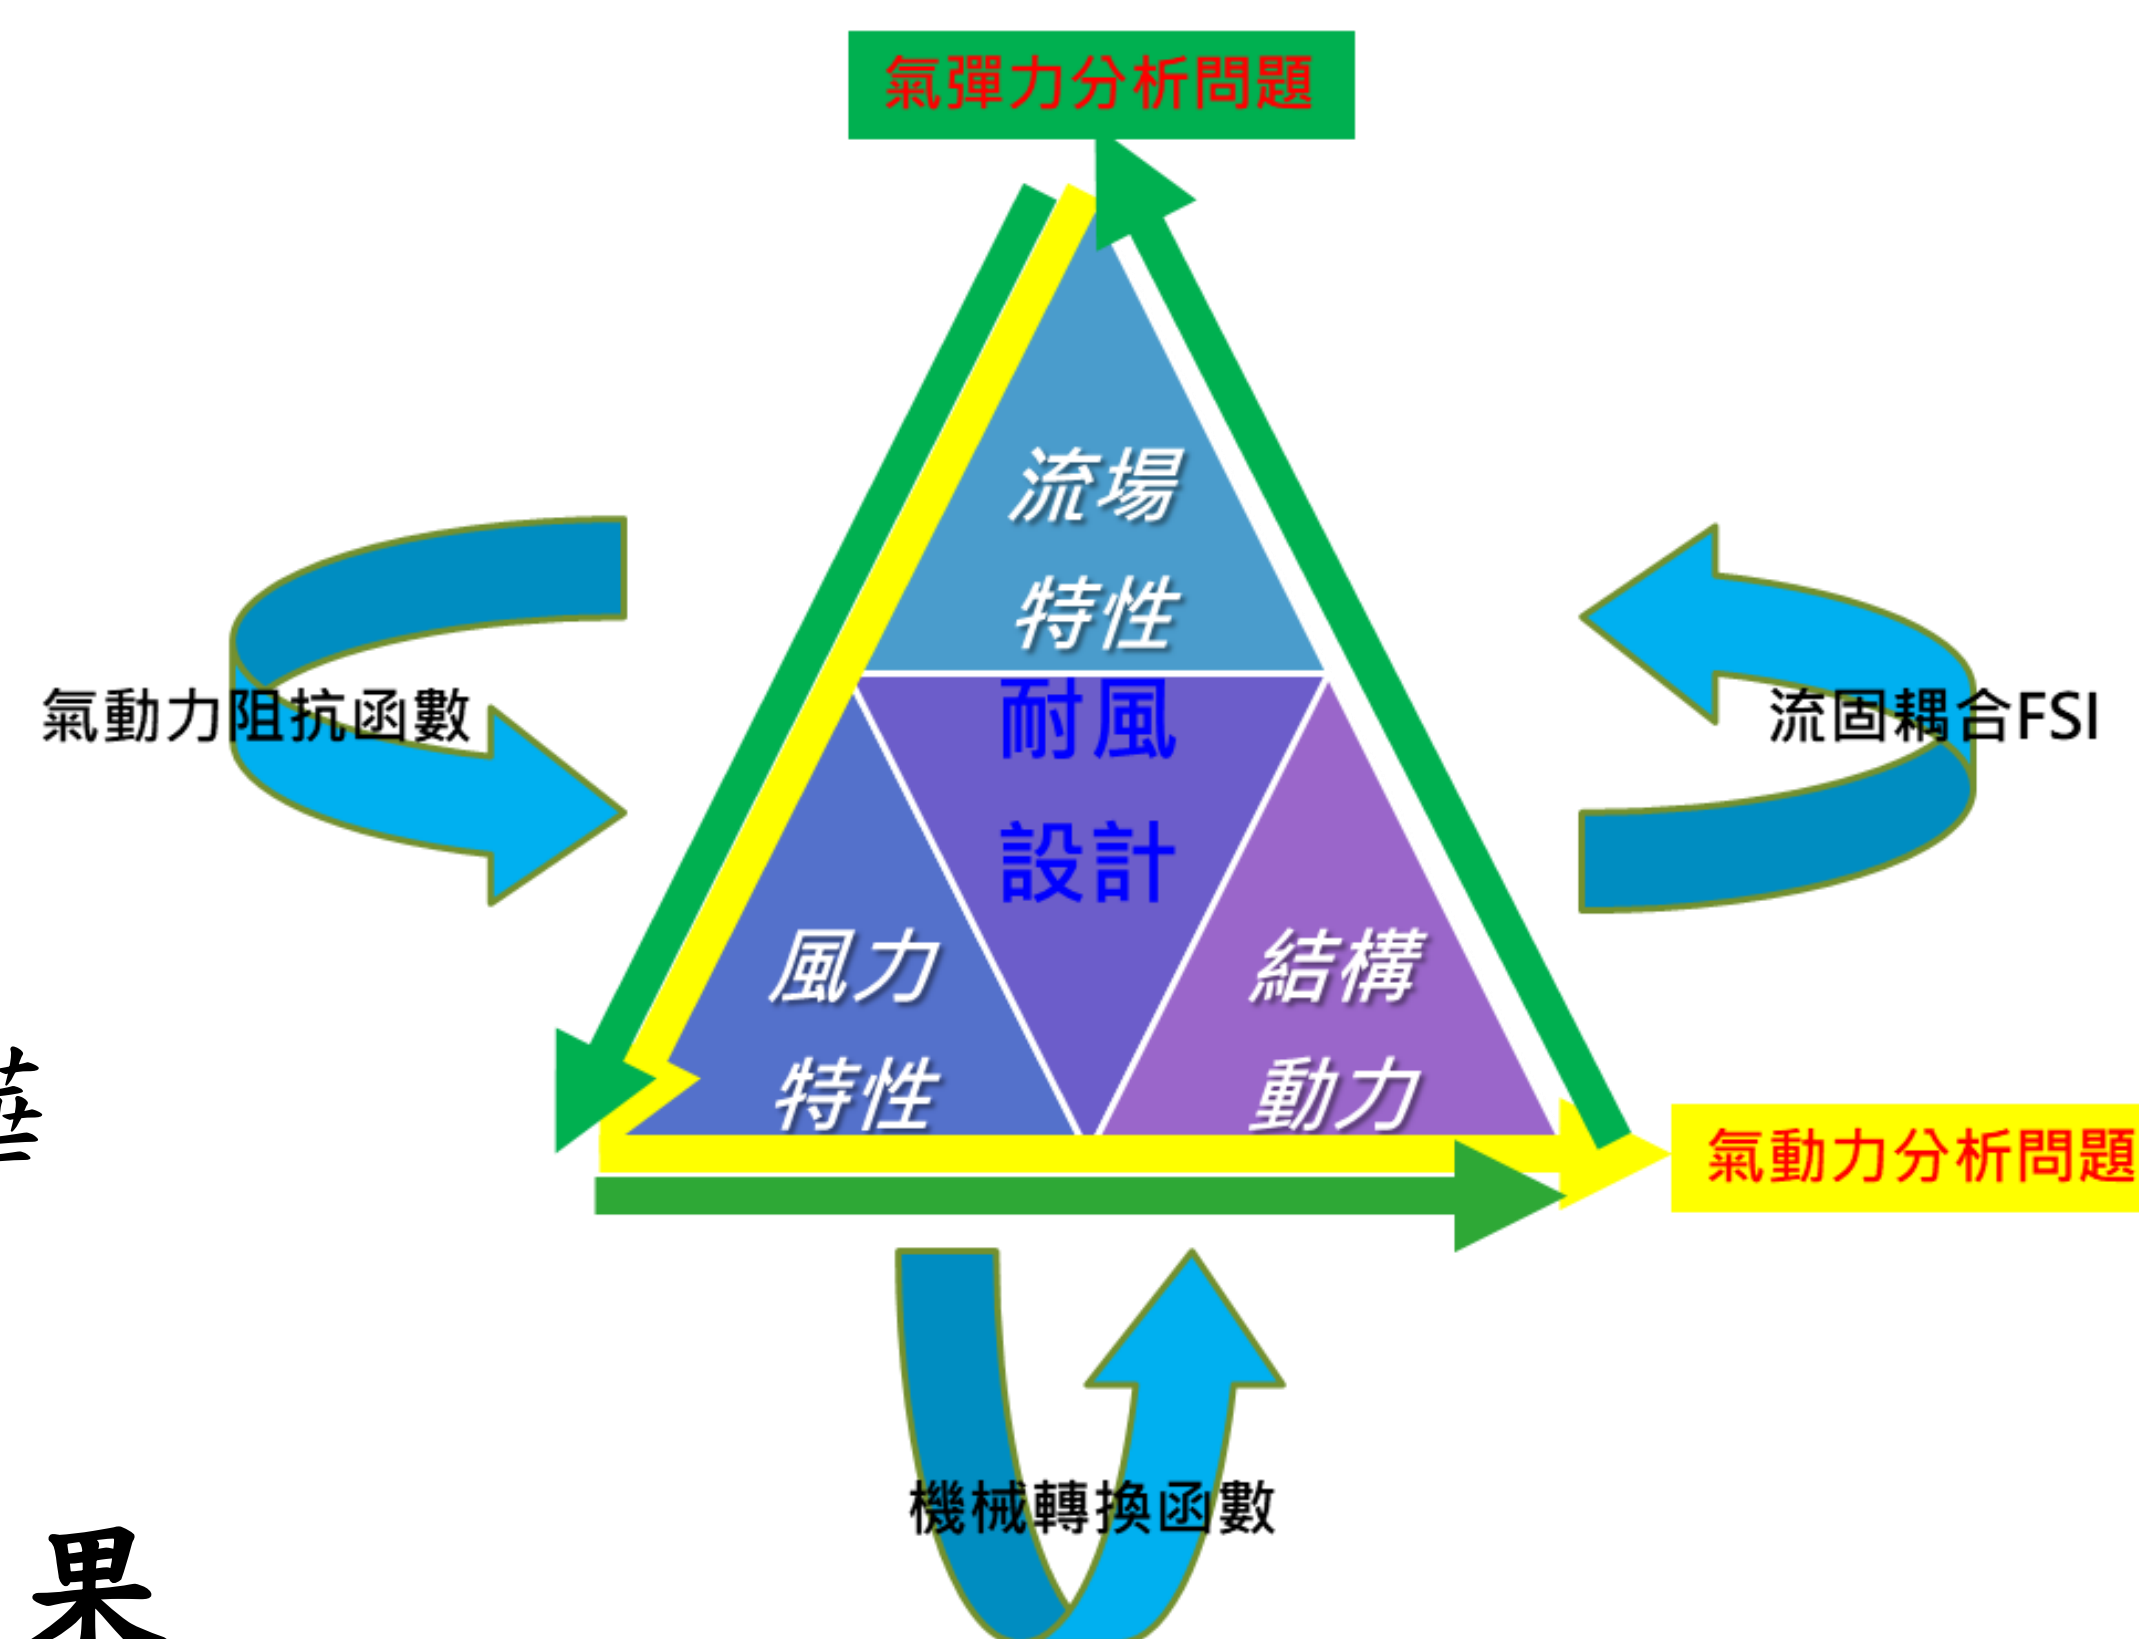 氣彈力分析問題
流場
特性
氣動力阻抗函數
耐風
流固耦合FSI
設計
風力
特性
結構
動力
氣動力分析問題
機械轉換函數
果